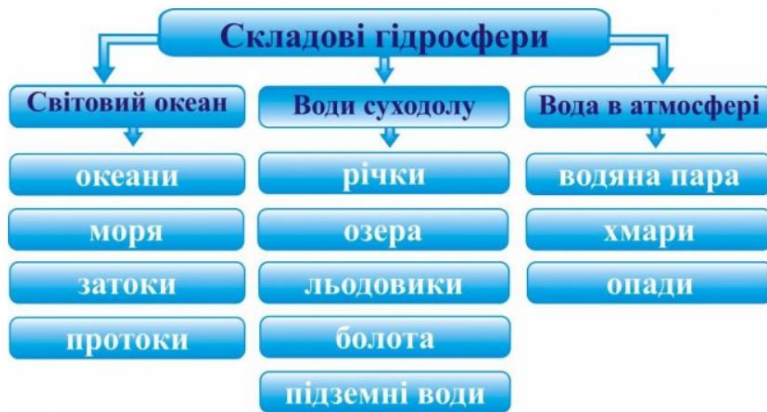 Складові гідросфери
Світовий океан
океани
моря
затоки
протоки
Води суходолу
річки
озера
льодовики
болота
підземні води
Вода в атмосфері
водяна пара
хмари
опади